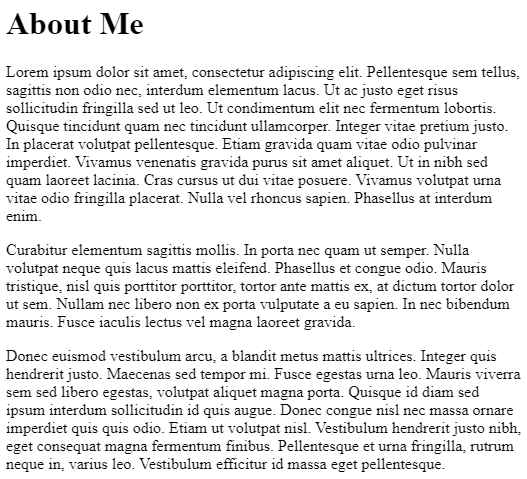 About Me
Lorem ipsum dolor sit amet, consectetur adipiscing elit. Pellentesque sem tellus,
sagittis non odio nec, interdum elementum lacus. Ut ac justo eget risus
sollicitudin fringilla sed ut leo. Ut condimentum elit nec fermentum lobortis.
Quisque tincidunt quam nec tincidunt ullamcorper. Integer vitae pretium justo.
In placerat volutpat pellentesque. Etiam gravida quam vitae odio pulvinar
imperdiet. Vivamus venenatis gravida purus sit amet aliquet. Ut in nibh sed
quam laoreet lacinia. Cras cursus ut dui vitae posuere. Vivamus volutpat urna
vitae odio fringilla placerat. Nulla vel rhoncus sapien. Phasellus at interdum
enim.
Curabitur elementum sagittis mollis. In porta nec quam ut semper. Nulla
volutpat neque quis lacus mattis eleifend. Phasellus et congue odio. Mauris
tristique, nisl quis porttitor porttitor, tortor ante mattis ex, at dictum tortor dolor
ut sem. Nullam nec libero non ex porta vulputate a eu sapien. In nec bibendum
mauris. Fusce iaculis lectus vel magna laoreet gravida.
Donec euismod vestibulum arcu, a blandit metus mattis ultrices. Integer quis
hendrerit justo. Maecenas sed tempor mi. Fusce egestas urna leo. Mauris viverra
sem sed libero egestas, volutpat aliquet magna porta. Quisque id diam sed
ipsum interdum sollicitudin id quis augue. Donec congue nisl nec massa ornare
imperdiet quis quis odio. Etiam ut volutpat nisl. Vestibulum hendrerit justo nibh,
eget consequat magna fermentum finibus. Pellentesque et urna fringilla, rutrum
neque in, varius leo. Vestibulum efficitur id massa eget pellentesque.